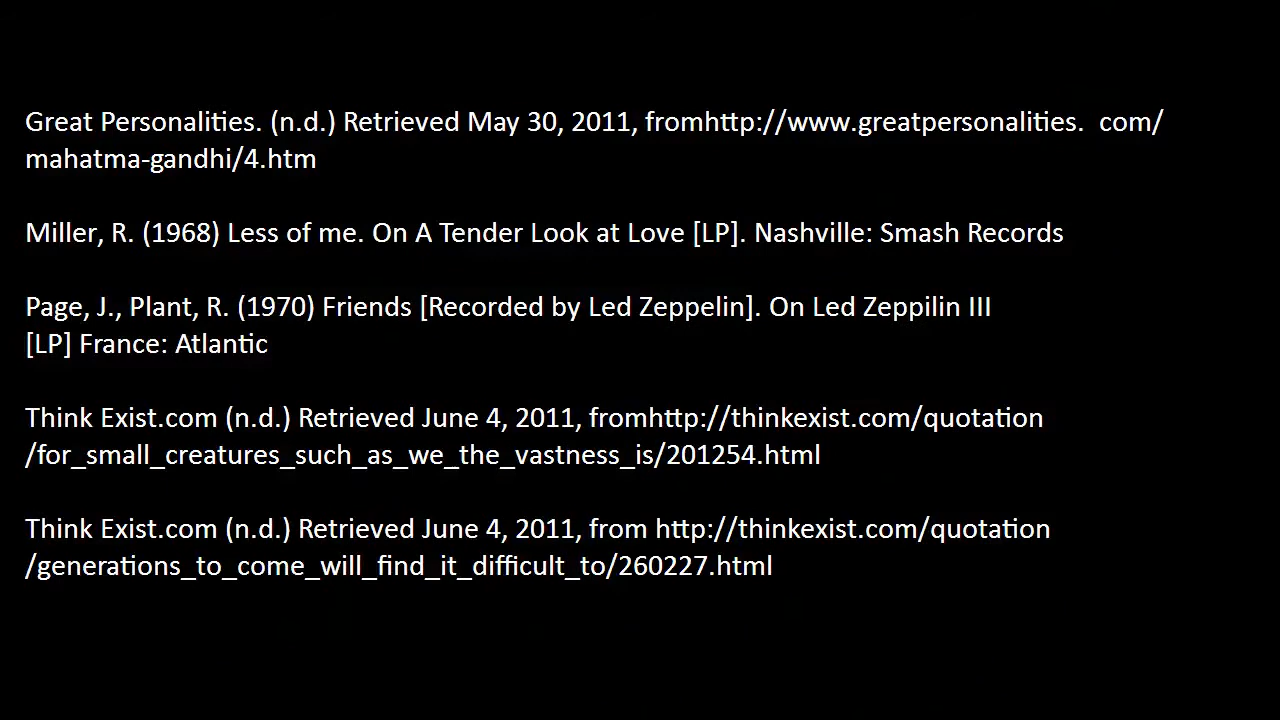 Great Personalities. (n.d.) Retrieved May 30, 2011, fromhttp://www.greatpersonalities.  com/
mahatma-gandhi/4.htm
Miller, R. (1968) Less of me. On A Tender Look at Love [LP]. Nashville: Smash Records
Page, J., Plant, R. (1970) Friends [Recorded by Led Zeppelin]. On Led Zeppilin III
[LP] France: Atlantic
Think Exist.com (n.d.) Retrieved June 4, 2011, fromhttp://thinkexist.com/quotation
/for_small_creatures_such_as_we_the_vastness_is/201254.html
Think Exist.com (n.d.) Retrieved June 4, 2011, from http://thinkexist.com/quotation
/generations_to_come_will_find_it_difficult_to/260227.html